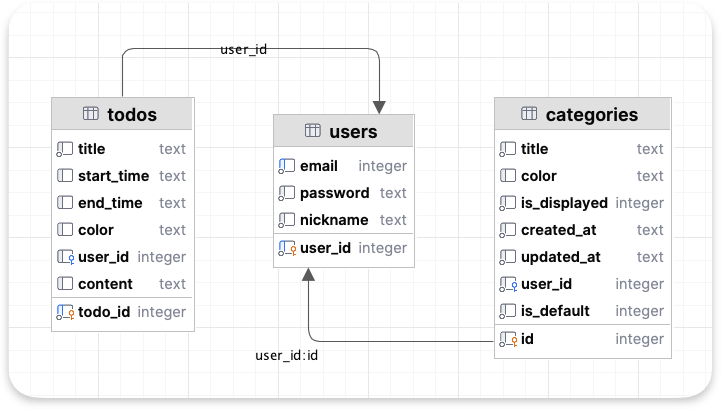 user_id
todos
title text
start_time text
end_time text
color text
user_id integer
content text
todo_id integer
users
email integer
password text
nickname text
user_id integer
categories
title text
color text
is_displayed integer
created_at text
updated_at text
user_id integer
is_default integer
id integer
user_id:id